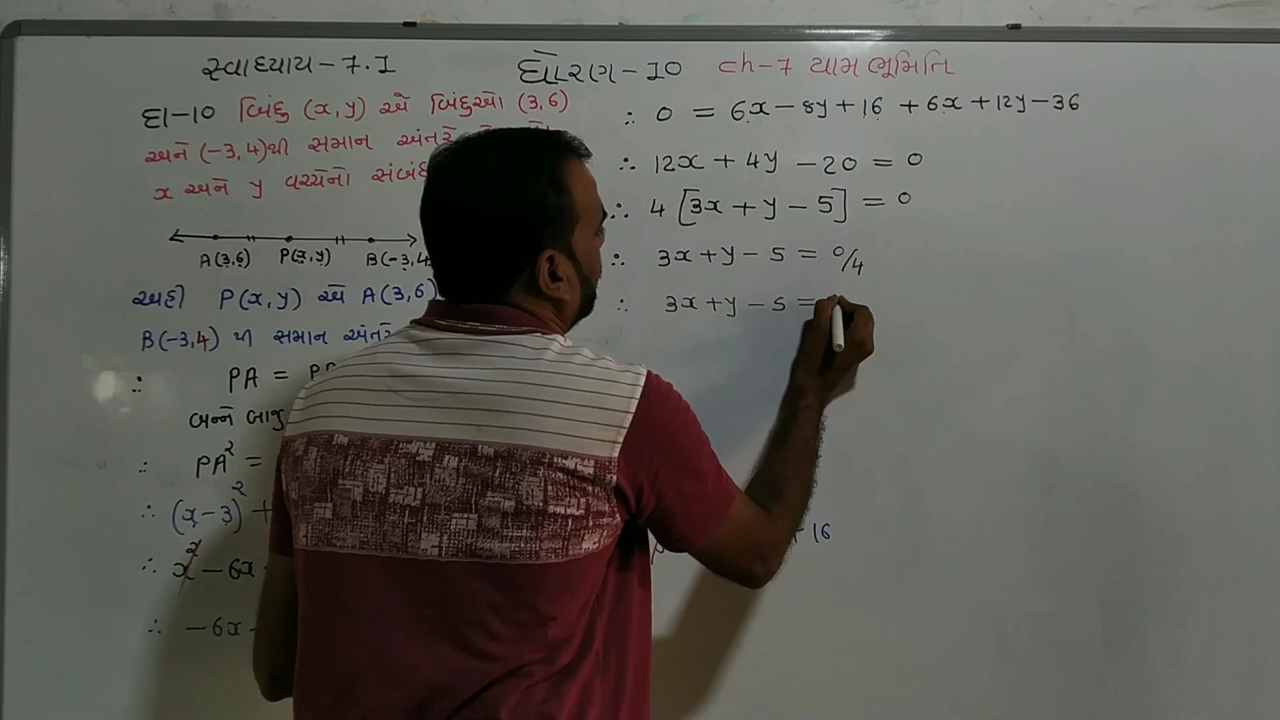 સ્વાધ્યાય-7.1 ધોરણ-10 ch-7 યામ ભૂમિતિ
દા-10 બિંદુ (x, y) એ બિંદુઓ (3, 6)
અને (-3, 4)થી સમાન અંતરે
x અને y વચ્ચેનો સંબંધ
A(3,6) P(x,y) B(-3,4
અહીં P(x, y) એ A(3,6)
B(-3,4) થી સમાન અંતરે
∴ PA =
બન્ને બાજુ
∴ PA² =
∴ (x-3)² +
∴ x² - 6x
∴ -6x
∴ 0 = 6x - 8y + 16 + 6x + 12y - 36
∴ 12x + 4y - 20 = 0
∴ 4 [3x + y - 5] = 0
∴ 3x + y - 5 = 0/4
∴ 3x + y - 5 =
+ 16